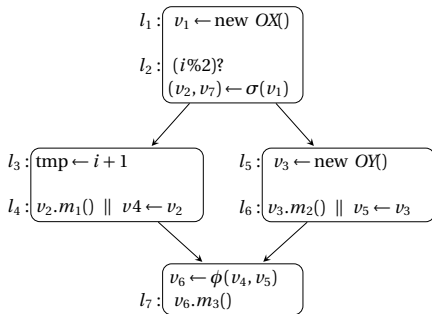 l₁ : v₁ ← new OX()
l₂ : (i%2)?
(v₂, v₇) ← σ(v₁)
l₃ : tmp ← i + 1
l₄ : v₂.m₁() || v4 ← v₂
l₅ : v₃ ← new OY()
l₆ : v₃.m₂() || v₅ ← v₃
v₆ ← ϕ(v₄, v₅)
l₇ : v₆.m₃()